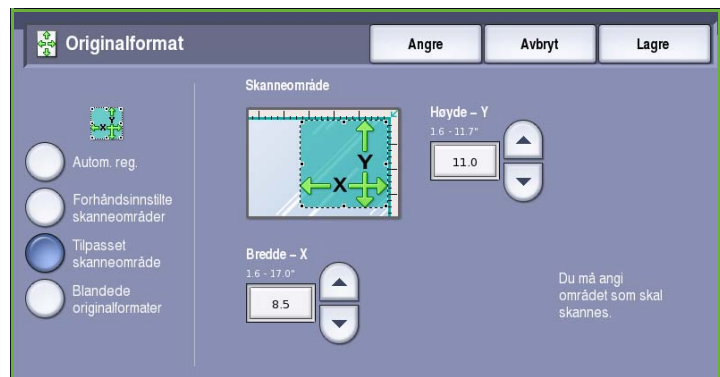 Originalformat
Angre
Avbryt
Lagre
Skanneområde
Autom. reg.
Forhåndsinnstilte
skanneområder
Tilpasset
skanneområde
Blandede
originalformater
Y
X
Høyde – Y
1.6 - 11.7"
11.0
Bredde – X
1.6 - 17.0"
8.5
Du må angi
området som skal
skannes.